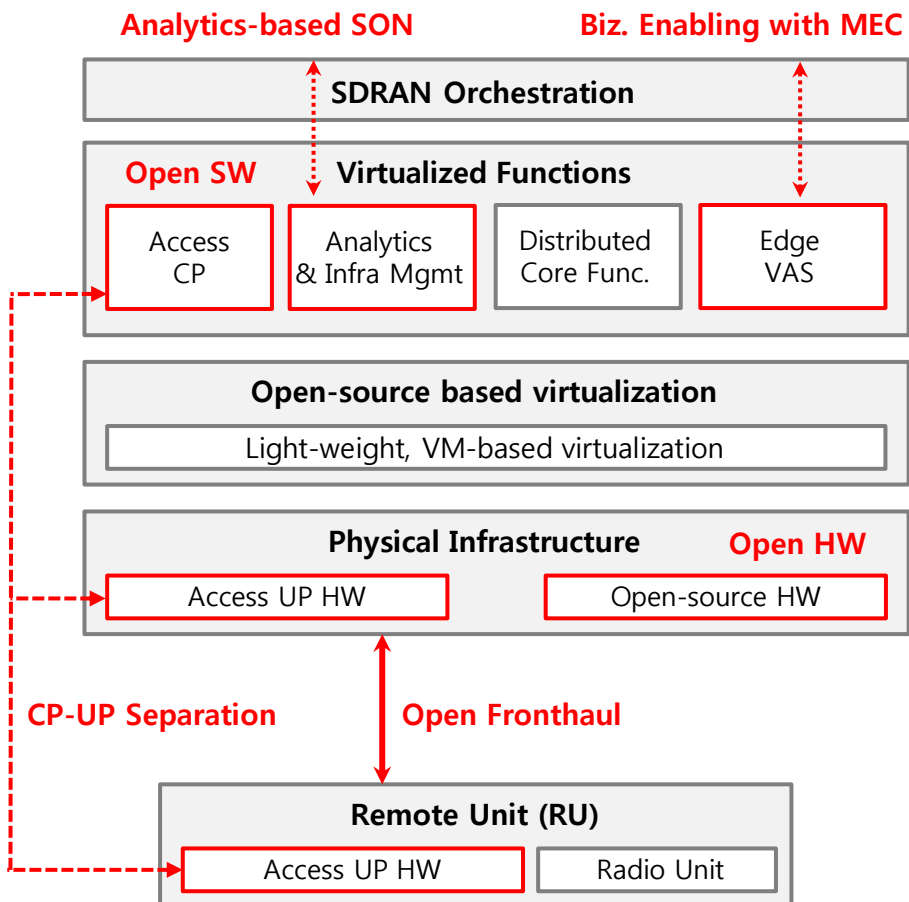 Analytics-based SON
Biz. Enabling with MEC
SDRAN Orchestration
Open SW
Virtualized Functions
Access
CP
Analytics
& Infra Mgmt
Distributed
Core Func.
Edge
VAS
Open-source based virtualization
Light-weight, VM-based virtualization
Physical Infrastructure
Open HW
Access UP HW
Open-source HW
CP-UP Separation
Open Fronthaul
Remote Unit (RU)
Access UP HW
Radio Unit